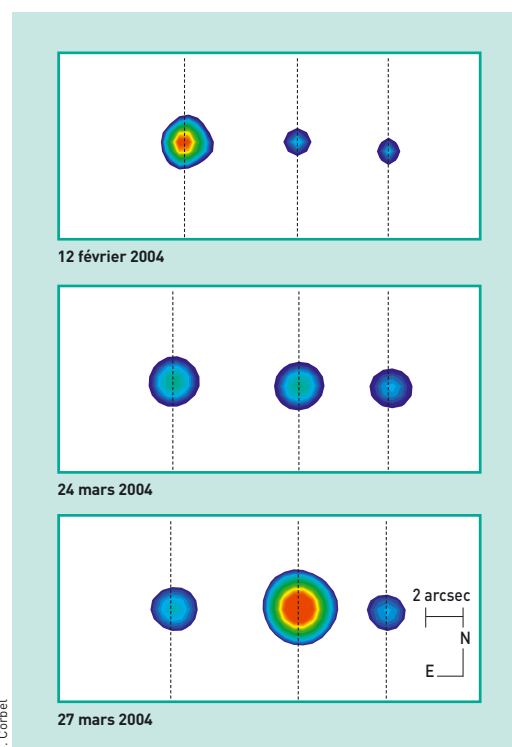 12 février 2004
24 mars 2004
2 arcsec
N
E
27 mars 2004
. Corbel